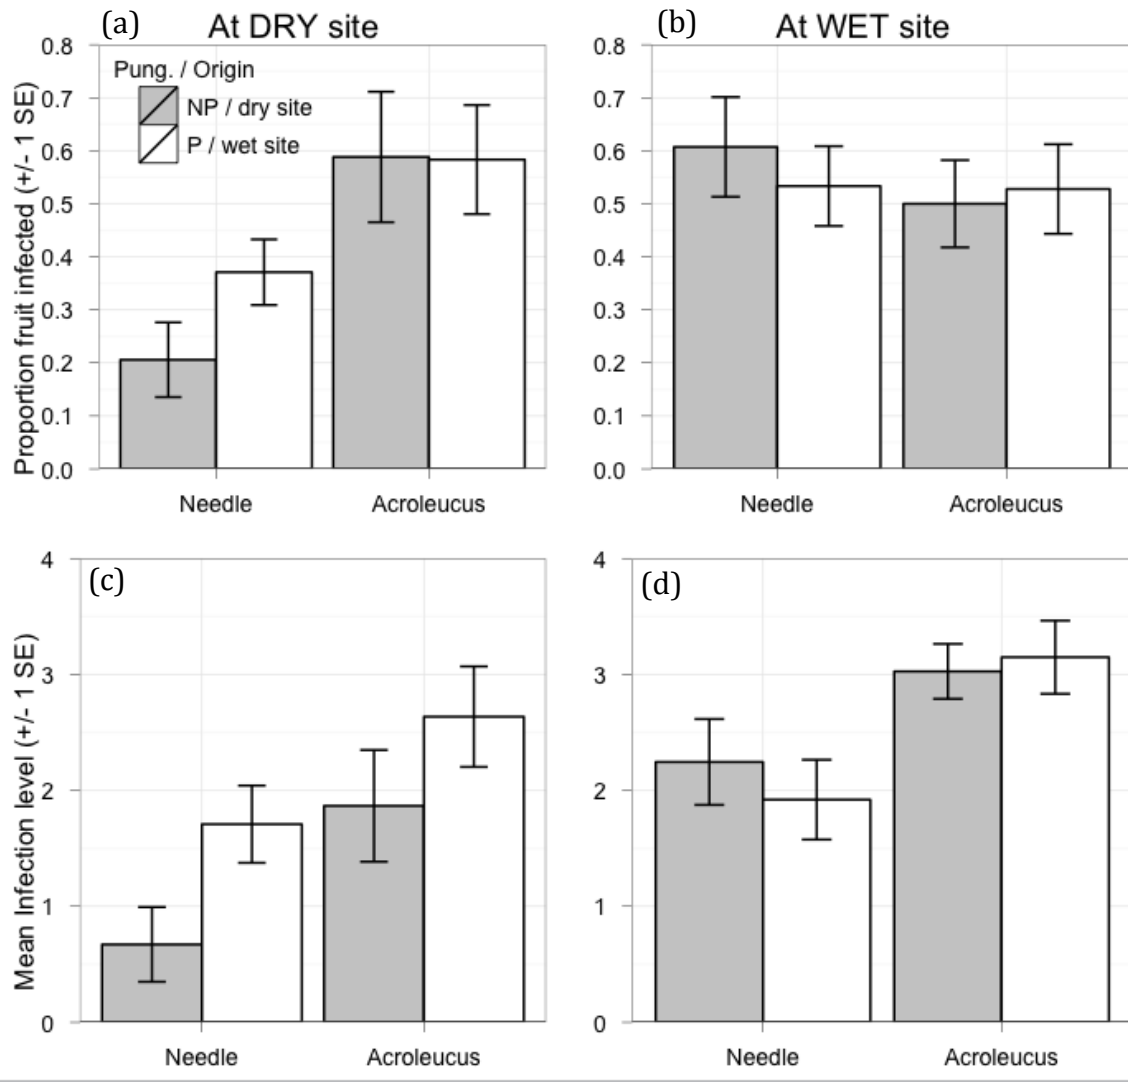 (a) At DRY site
(b) At WET site
Proportion fruit infected (+/- 1 SE)
0.8
0.7
0.6
0.5
0.4
0.3
0.2
0.1
0.0
Pung. / Origin
NP / dry site
P / wet site
Needle Acroleucus
0.8
0.7
0.6
0.5
0.4
0.3
0.2
0.1
0.0
Needle Acroleucus
(c)
Mean Infection level (+/- 1 SE)
4
3
2
1
0
Needle Acroleucus
(d)
4
3
2
1
0
Needle Acroleucus